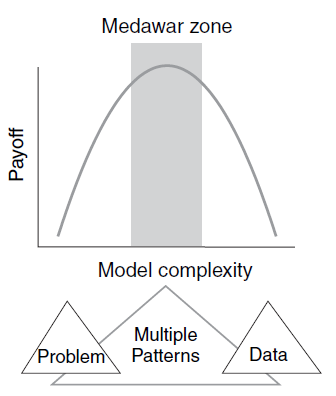 Medawar zone
Payoff
Model complexity
Multiple
Patterns
Problem
Data